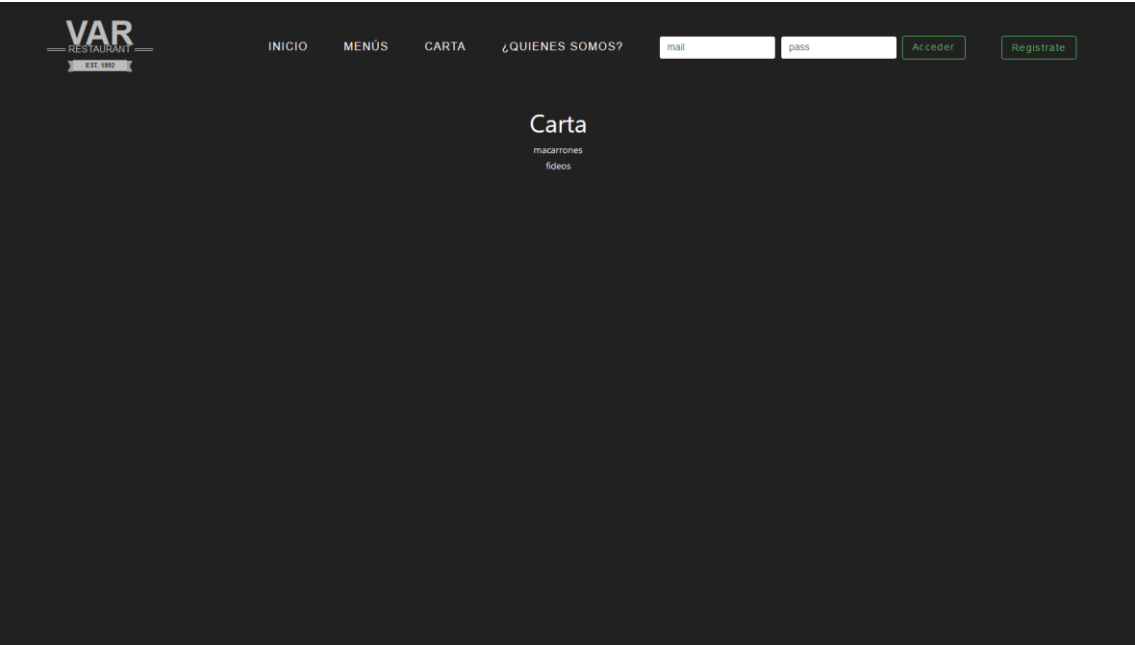 VAR
RESTAURANT
EST. 1992
INICIO MENÚS CARTA ¿QUIENES SOMOS? mail pass Acceder Registrate
Carta
macarrones
fideos